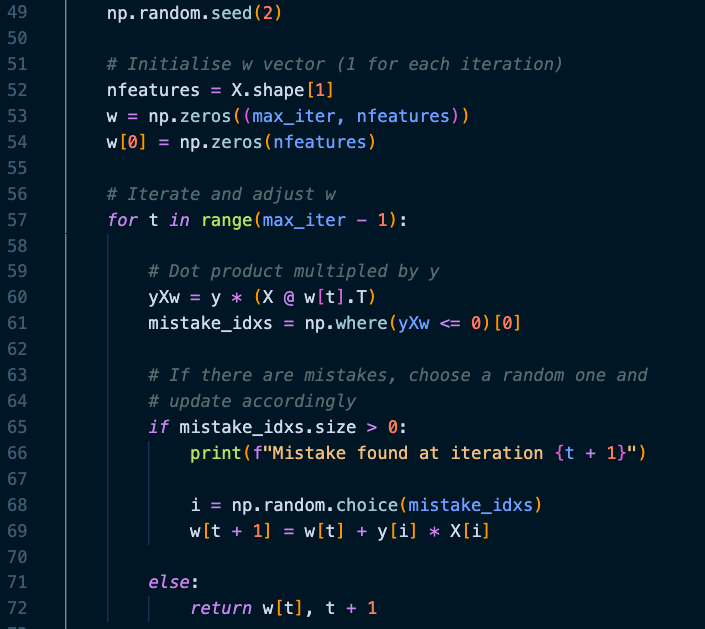 49 np.random.seed(2)
50
51 # Initialise w vector (1 for each iteration)
52 nfeatures = X.shape[1]
53 w = np.zeros((max_iter, nfeatures))
54 w[0] = np.zeros(nfeatures)
55
56 # Iterate and adjust w
57 for t in range(max_iter - 1):
58
59 # Dot product multipled by y
60 yXw = y * (X @ w[t].T)
61 mistake_idxs = np.where(yXw <= 0)[0]
62
63 # If there are mistakes, choose a random one and
64 # update accordingly
65 if mistake_idxs.size > 0:
66 print(f"Mistake found at iteration {t + 1}")
67
68 i = np.random.choice(mistake_idxs)
69 w[t + 1] = w[t] + y[i] * X[i]
70
71 else:
72 return w[t], t + 1